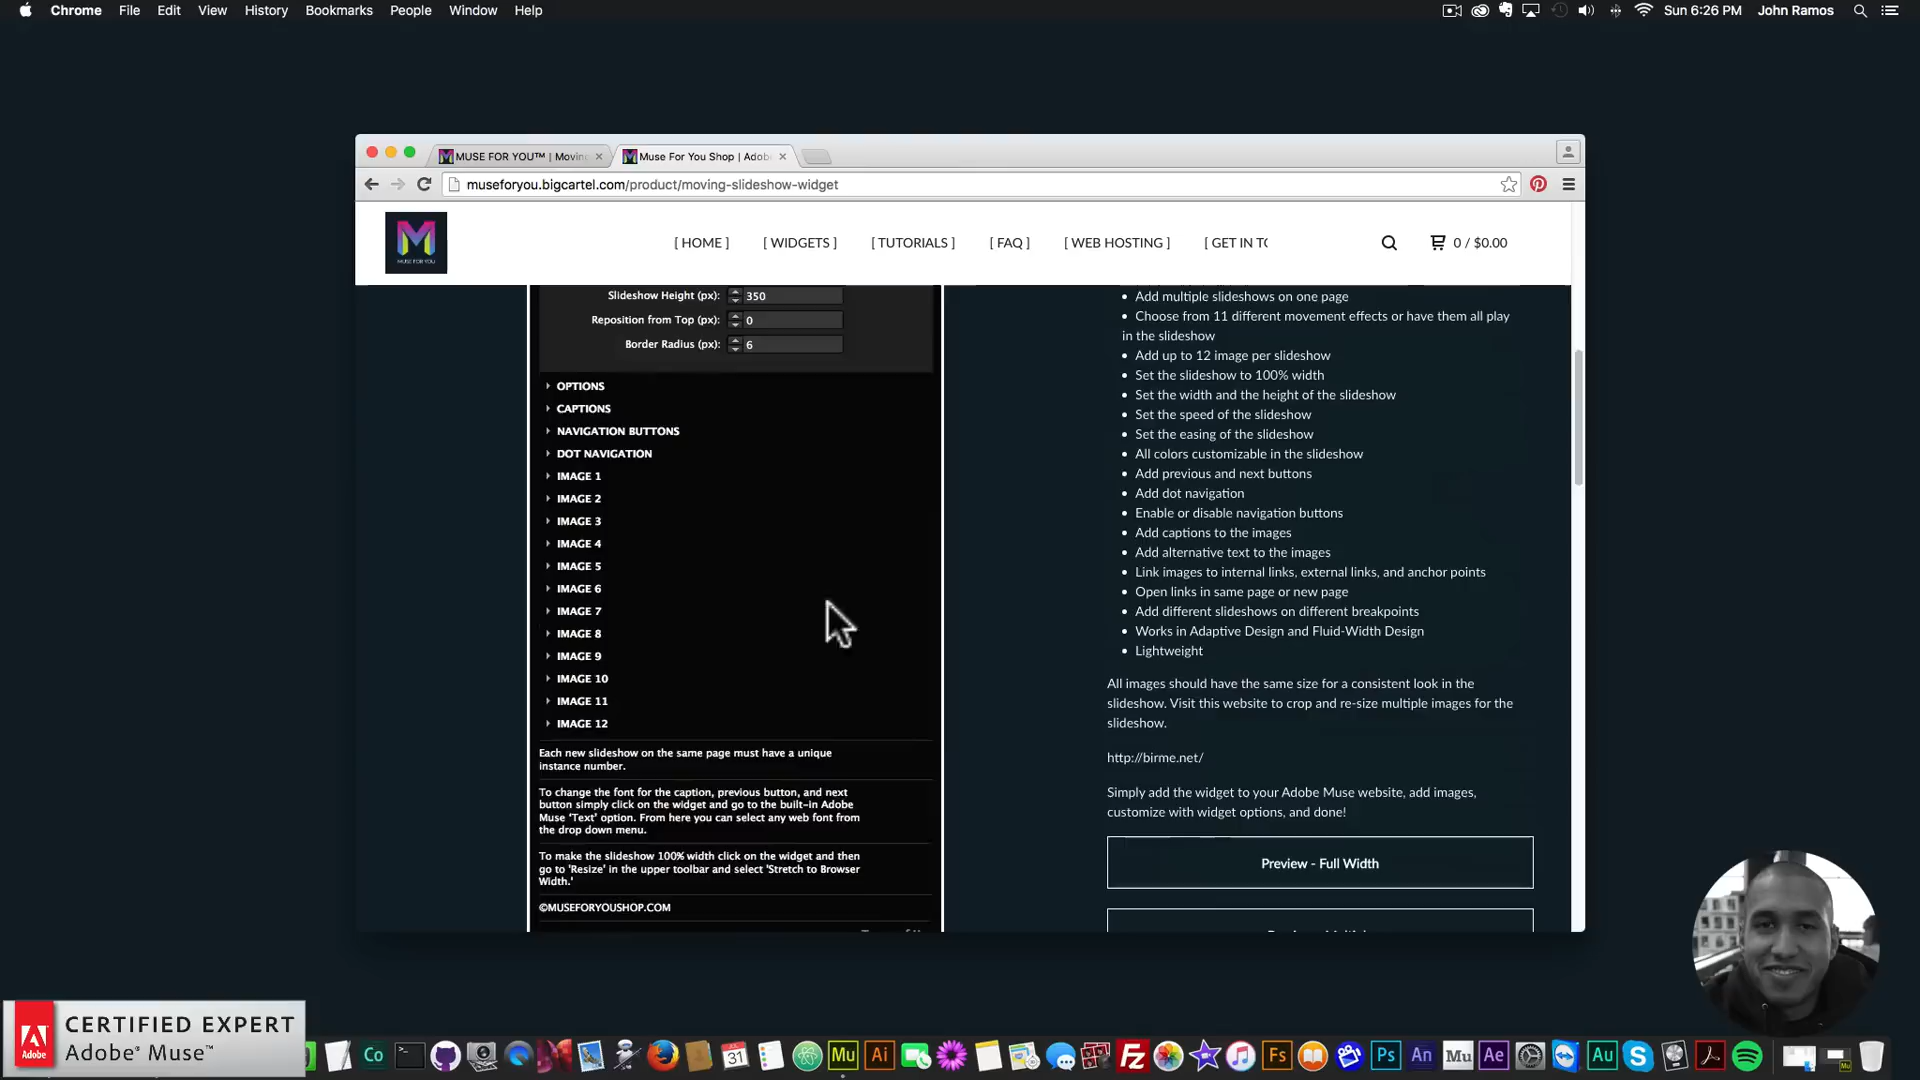 Chrome File Edit View History Bookmarks People Window Help
Sun 6:26 PM John Ramos
MUSE FOR YOU™ | Movin
Muse For You Shop | Adob
museforyou.bigcartel.com/product/moving-slideshow-widget
MUSE FOR YOU
[ HOME ] [ WIDGETS ] [ TUTORIALS ] [ FAQ ] [ WEB HOSTING ] [ GET IN TO
0 / $0.00
Slideshow Height (px): 350
Reposition from Top (px): 0
Border Radius (px): 6
OPTIONS
CAPTIONS
NAVIGATION BUTTONS
DOT NAVIGATION
IMAGE 1
IMAGE 2
IMAGE 3
IMAGE 4
IMAGE 5
IMAGE 6
IMAGE 7
IMAGE 8
IMAGE 9
IMAGE 10
IMAGE 11
IMAGE 12
Each new slideshow on the same page must have a unique
instance number.
To change the font for the caption, previous button, and next
button simply click on the widget and go to the built-in Adobe
Muse 'Text' option. From here you can select any web font from
the drop down menu.
To make the slideshow 100% width click on the widget and then
go to 'Resize' in the upper toolbar and select 'Stretch to Browser
Width.'
©MUSEFORYOUSHOP.COM
• Add multiple slideshows on one page
• Choose from 11 different movement effects or have them all play
in the slideshow
• Add up to 12 image per slideshow
• Set the slideshow to 100% width
• Set the width and the height of the slideshow
• Set the speed of the slideshow
• Set the easing of the slideshow
• All colors customizable in the slideshow
• Add previous and next buttons
• Add dot navigation
• Enable or disable navigation buttons
• Add captions to the images
• Add alternative text to the images
• Link images to internal links, external links, and anchor points
• Open links in same page or new page
• Add different slideshows on different breakpoints
• Works in Adaptive Design and Fluid-Width Design
• Lightweight
All images should have the same size for a consistent look in the
slideshow. Visit this website to crop and re-size multiple images for the
slideshow.
http://birme.net/
Simply add the widget to your Adobe Muse website, add images,
customize with widget options, and done!
Preview - Full Width
CERTIFIED EXPERT
Adobe® Muse™
Adobe
Co 31 Mu Ai FZ Fs Ps An Mu Ae Au S